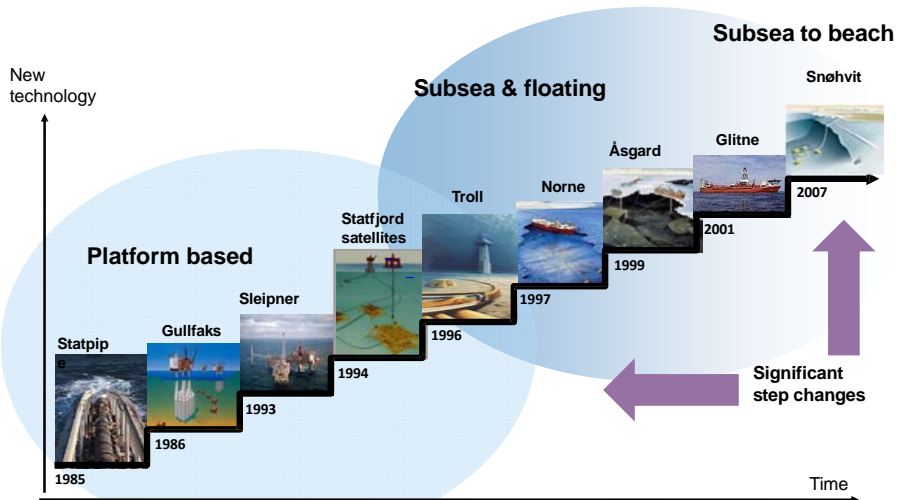 Subsea to beach
New
technology
Subsea & floating
Snøhvit
Glitne
Åsgard
Norne
Troll
Statfjord
satellites
Platform based
Sleipner
Gullfaks
Statpip
e
2007
2001
1999
1997
1996
1994
1993
1986
1985
Significant
step changes
Time